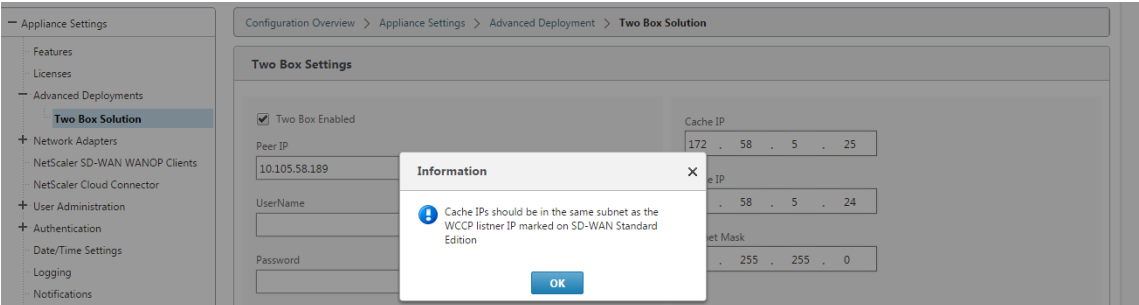 Appliance Settings
Features
Licenses
Advanced Deployments
Two Box Solution
Network Adapters
NetScaler SD-WAN WANOP Clients
NetScaler Cloud Connector
User Administration
Authentication
Date/Time Settings
Logging
Notifications
Configuration Overview > Appliance Settings > Advanced Deployment > Two Box Solution
Two Box Settings
Two Box Enabled
Peer IP
10.105.58.189
UserName
Password
Cache IP
172 . 58 . 5 . 25
e IP
. 58 . 5 . 24
et Mask
. 255 . 255 . 0
Information
Cache IPs should be in the same subnet as the
WCCP listner IP marked on SD-WAN Standard
Edition
OK